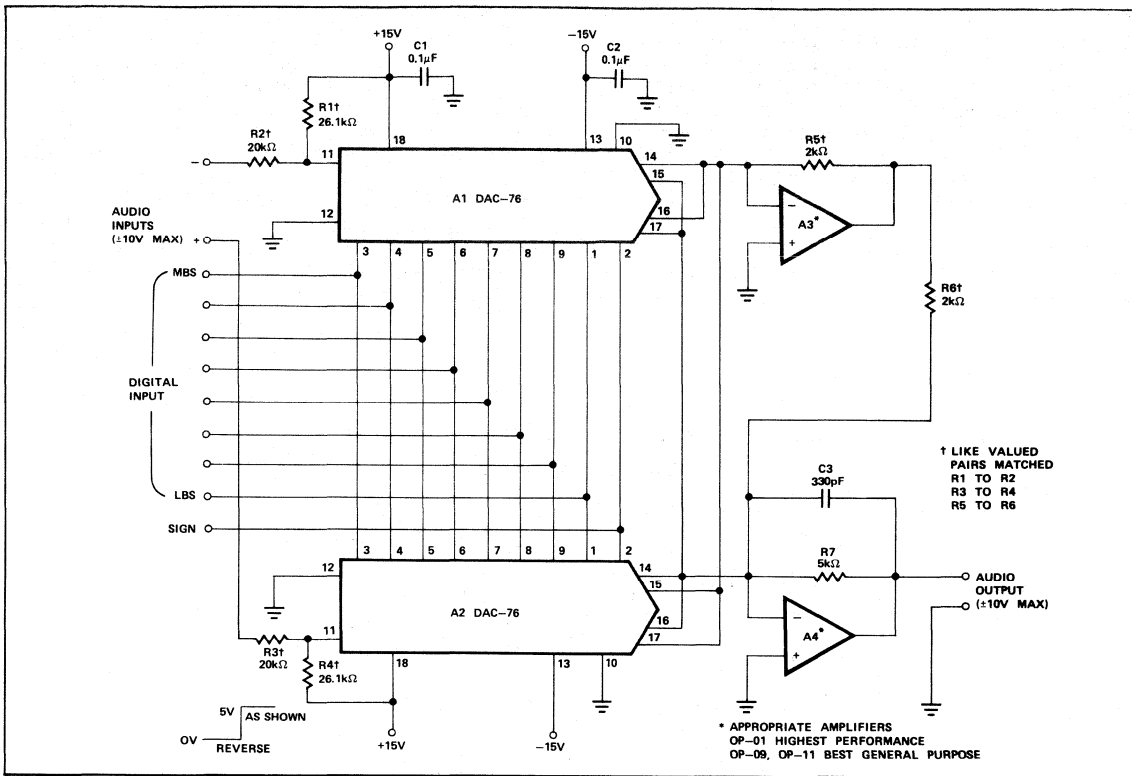 +15V
C1
0.1µF
-15V
C2
0.1µF
R1†
26.1kΩ
R2†
20kΩ
18
13
10
14
15
16
17
11
12
A1 DAC-76
3
4
5
6
7
8
9
1
2
R5†
2kΩ
A3*
-
+
R6†
2kΩ
-
AUDIO
INPUTS
(±10V MAX)
+
MBS
DIGITAL
INPUT
LBS
SIGN
3
4
5
6
7
8
9
1
2
12
11
A2 DAC-76
14
15
16
17
18
13
10
R3†
20kΩ
R4†
26.1kΩ
+15V
-15V
5V
AS SHOWN
0V
REVERSE
C3
330pF
R7
5kΩ
A4*
-
+
AUDIO
OUTPUT
(±10V MAX)
† LIKE VALUED
PAIRS MATCHED
R1 TO R2
R3 TO R4
R5 TO R6
* APPROPRIATE AMPLIFIERS
OP-01 HIGHEST PERFORMANCE
OP-09, OP-11 BEST GENERAL PURPOSE